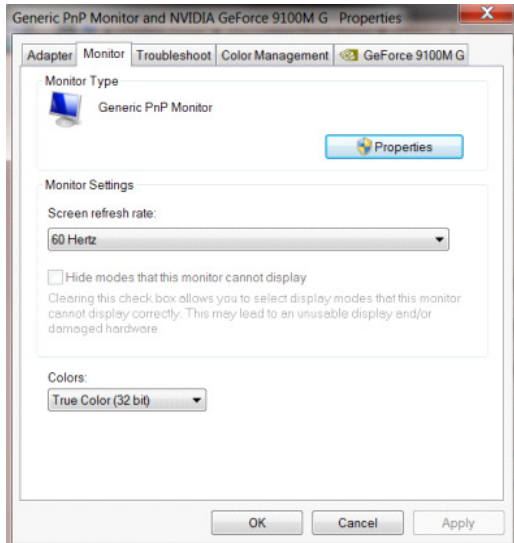 Generic PnP Monitor and NVIDIA GeForce 9100M G Properties
X
Adapter Monitor Troubleshoot Color Management GeForce 9100M G
Monitor Type
Generic PnP Monitor
Properties
Monitor Settings
Screen refresh rate:
60 Hertz
Hide modes that this monitor cannot display
Clearing this check box allows you to select display modes that this monitor
cannot display correctly. This may lead to an unusable display and/or
damaged hardware.
Colors:
True Color (32 bit)
OK Cancel Apply